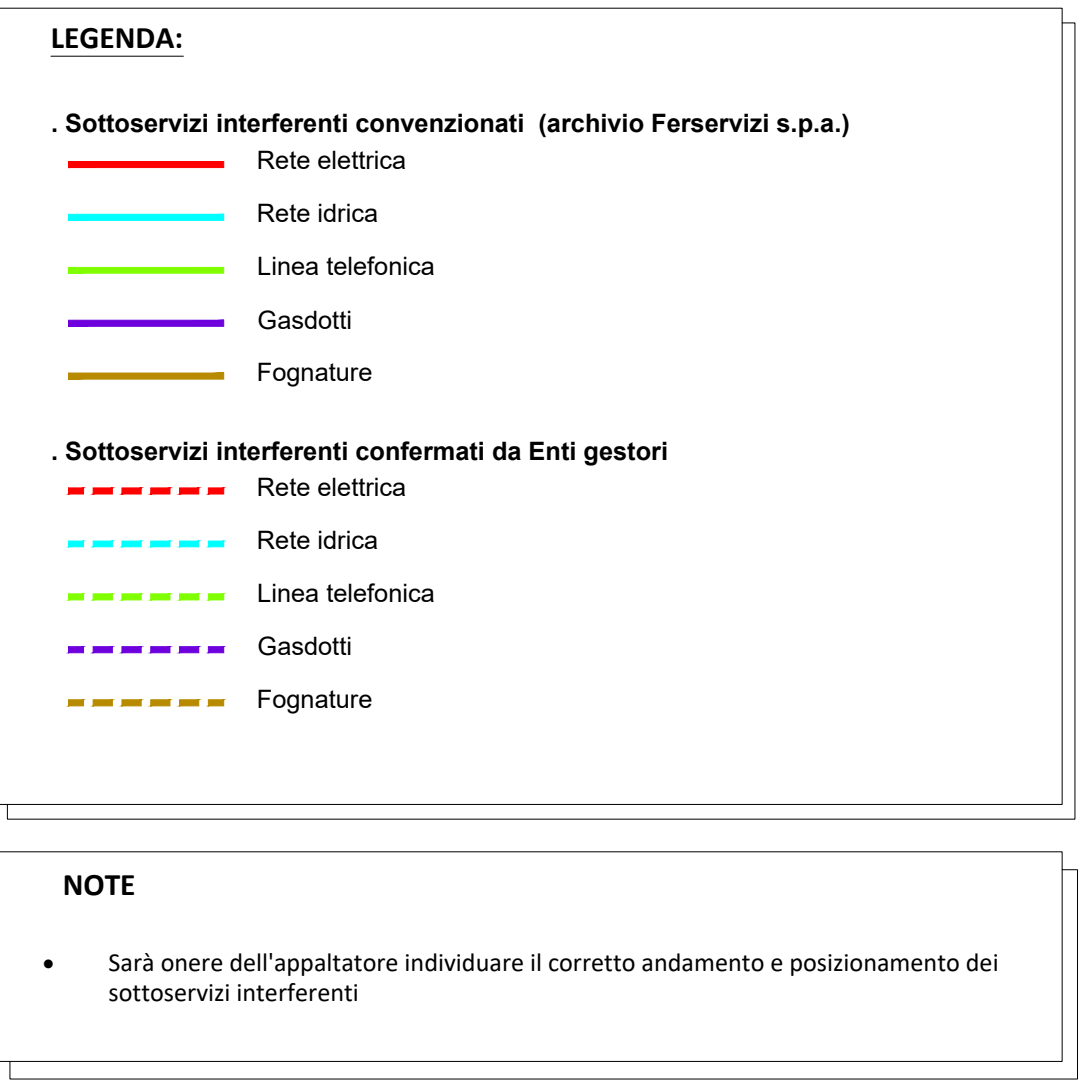 LEGENDA:
. Sottoservizi interferenti convenzionati (archivio Ferservizi s.p.a.)
Rete elettrica
Rete idrica
Linea telefonica
Gasdotti
Fognature
. Sottoservizi interferenti confermati da Enti gestori
Rete elettrica
Rete idrica
Linea telefonica
Gasdotti
Fognature
NOTE
• Sarà onere dell'appaltatore individuare il corretto andamento e posizionamento dei
sottoservizi interferenti